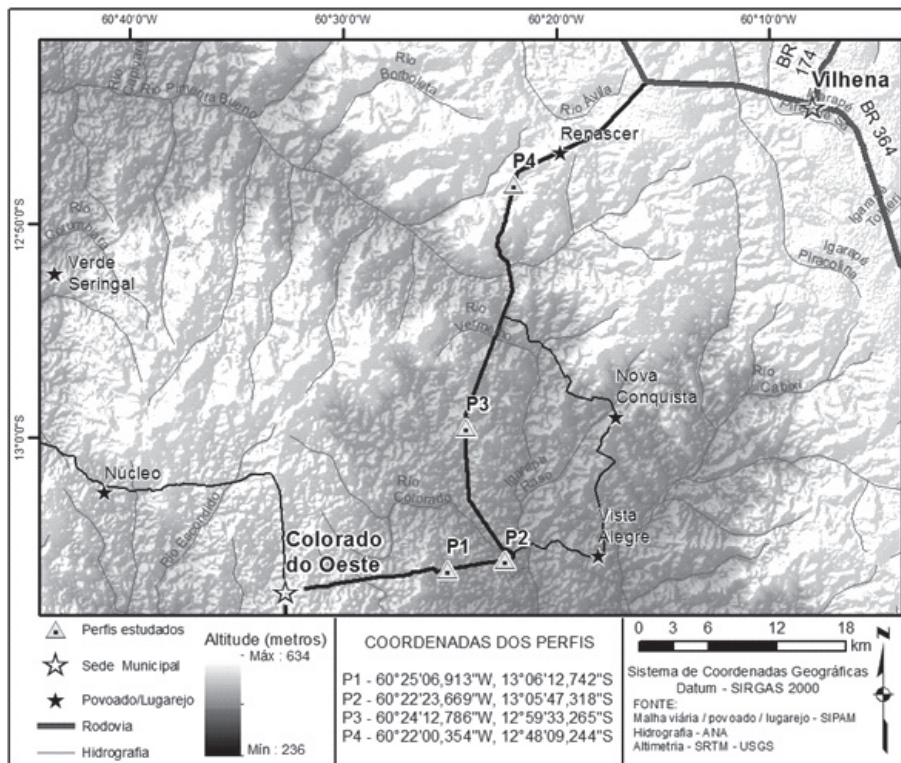 60°40'0"W 60°30'0"W 60°20'0"W 60°10'0"W
BR 174
Vilhena
BR 364
Rio Pimenta Bueno
Rio
Borboleta
Rio Ávila
Igarapé
Renascer
P4
12°50'0"S
Rio
Verde
Seringal
Igarapé
Igarapé
Piracolina
Rio
P3
Nova
Conquista
Rio
Cabixi
13°0'0"S
Núcleo
Rio Escondido
Rio
Colorado
Igarapé
Vista
Alegre
Colorado
do Oeste
P1
P2
Perfis estudados
Sede Municipal
Povoado/Lugarejo
Rodovia
Hidrografia
Altitude (metros)
Máx : 634
Mín : 236
COORDENADAS DOS PERFIS
P1 - 60°25'06,913"W, 13°06'12,742"S
P2 - 60°22'23,669"W, 13°05'47,318"S
P3 - 60°24'12,786"W, 12°59'33,265"S
P4 - 60°22'00,354"W, 12°48'09,244"S
0 3 6 12 18
km
N
Sistema de Coordenadas Geográficas
Datum - SIRGAS 2000
FONTE:
Malha viária / povoado / lugarejo - SIPAM
Hidrografia - ANA
Altimetria - SRTM - USGS